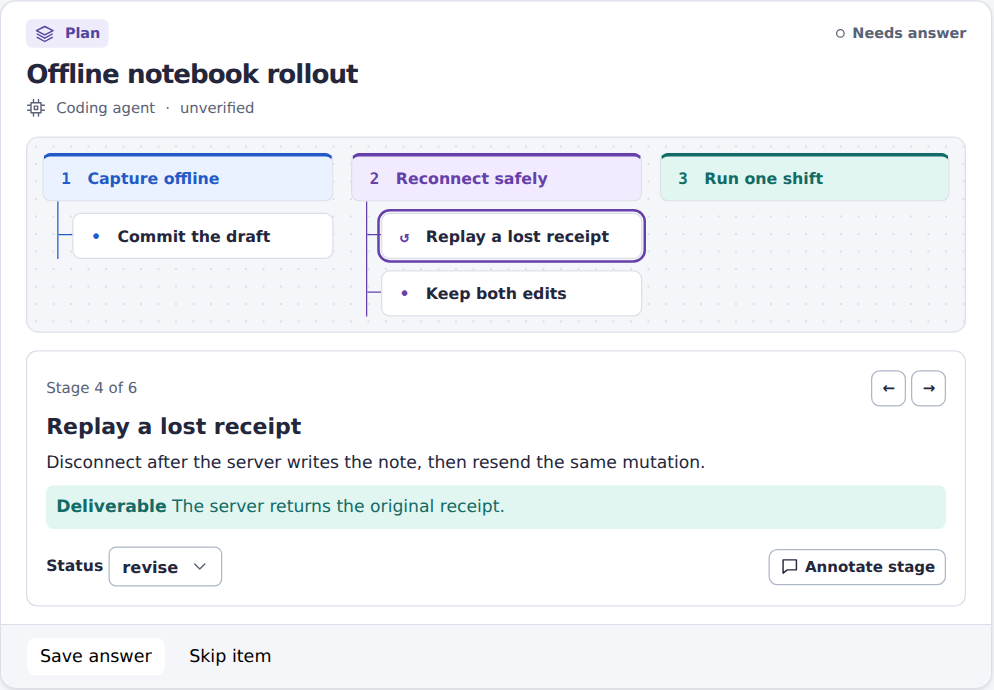 Plan
Needs answer
Offline notebook rollout
Coding agent · unverified
1 Capture offline
2 Reconnect safely
3 Run one shift
• Commit the draft
↺ Replay a lost receipt
• Keep both edits
Stage 4 of 6
← →
Replay a lost receipt
Disconnect after the server writes the note, then resend the same mutation.
Deliverable The server returns the original receipt.
Status revise
Annotate stage
Save answer
Skip item